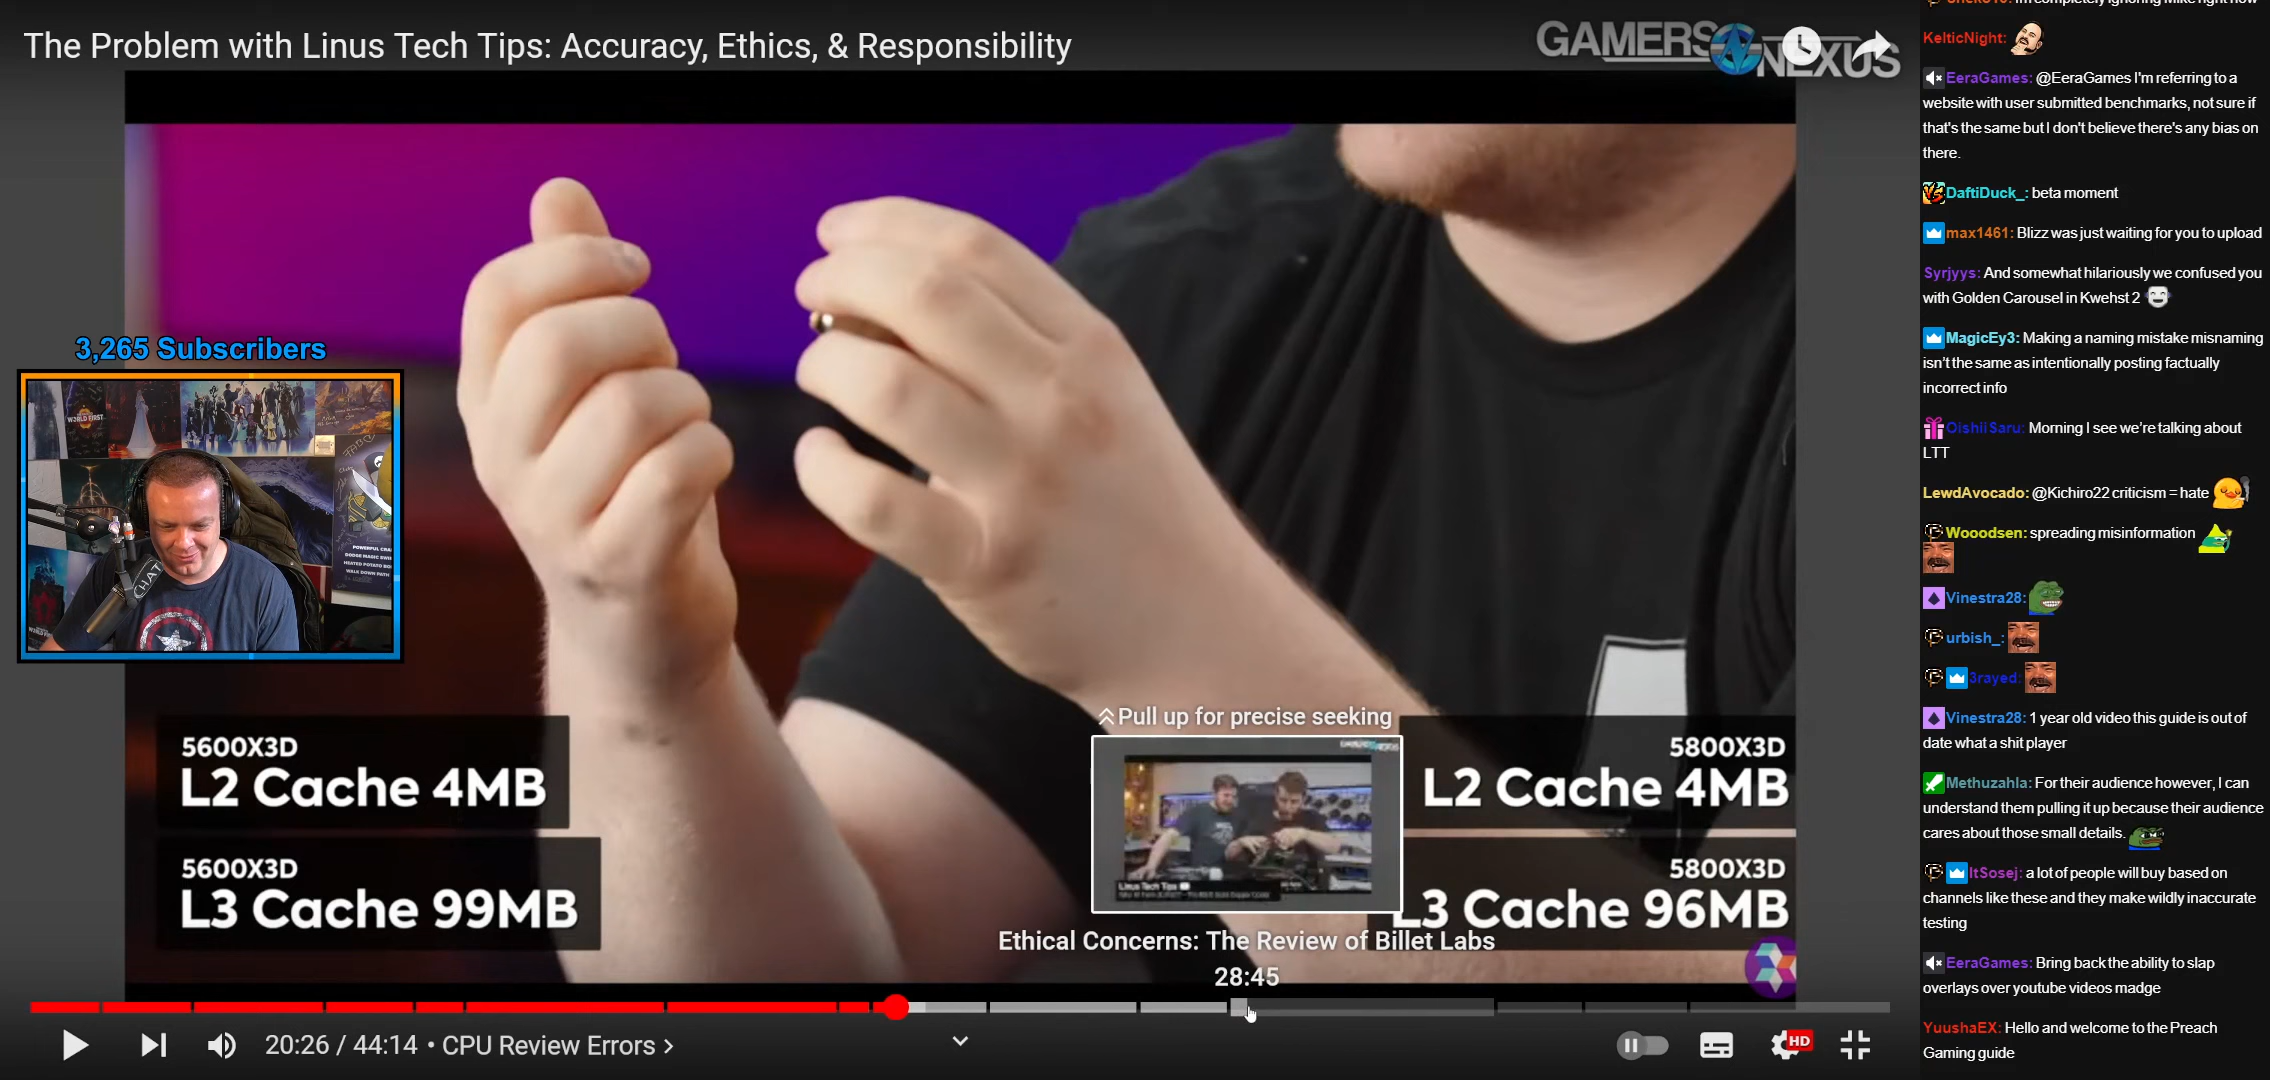 The Problem with Linus Tech Tips: Accuracy, Ethics, & Responsibility
GAMERS
NEXUS
3,265 Subscribers
WORLD FIRST
CHAT
5600X3D
L2 Cache 4MB
5600X3D
L3 Cache 99MB
Pull up for precise seeking
5800X3D
L2 Cache 4MB
5800X3D
L3 Cache 96MB
Linus Tech Tips
Ethical Concerns: The Review of Billet Labs
28:45
20:26 / 44:14 • CPU Review Errors >
HD
KelticNight:
EeraGames: @EeraGames I'm referring to a
website with user submitted benchmarks, not sure if
that's the same but I don't believe there's any bias on
there.
DaftiDuck_: beta moment
max1461: Blizz was just waiting for you to upload
Syrjyys: And somewhat hilariously we confused you
with Golden Carousel in Kwehst 2
MagicEy3: Making a naming mistake misnaming
isn't the same as intentionally posting factually
incorrect info
OishiiSaru: Morning I see we're talking about
LTT
LewdAvocado: @Kichiro22 criticism = hate
Wooodsen: spreading misinformation
Vinestra28:
urbish_:
3rayed:
Vinestra28: 1 year old video this guide is out of
date what a shit player
Methuzahla: For their audience however, I can
understand them pulling it up because their audience
cares about those small details.
ItSosej: a lot of people will buy based on
channels like these and they make wildly inaccurate
testing
EeraGames: Bring back the ability to slap
overlays over youtube videos madge
YuushaEX: Hello and welcome to the Preach
Gaming guide